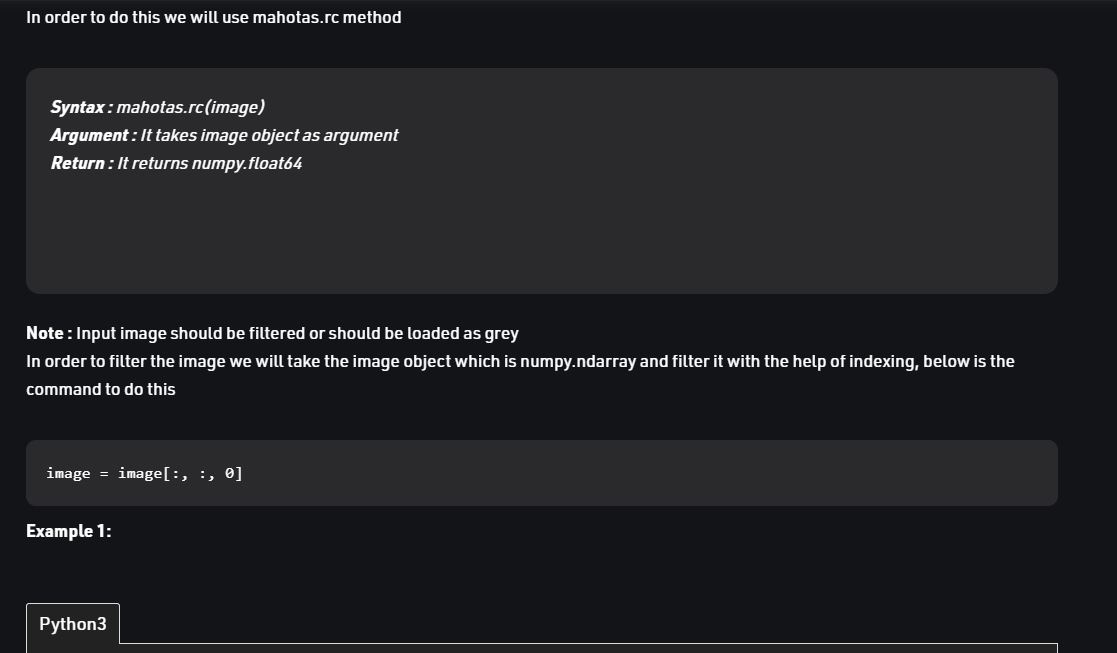 In order to do this we will use mahotas.rc method
Syntax : mahotas.rc(image)
Argument : It takes image object as argument
Return : It returns numpy.float64
Note : Input image should be filtered or should be loaded as grey
In order to filter the image we will take the image object which is numpy.ndarray and filter it with the help of indexing, below is the
command to do this
image = image[:, :, 0]
Example 1:
Python3